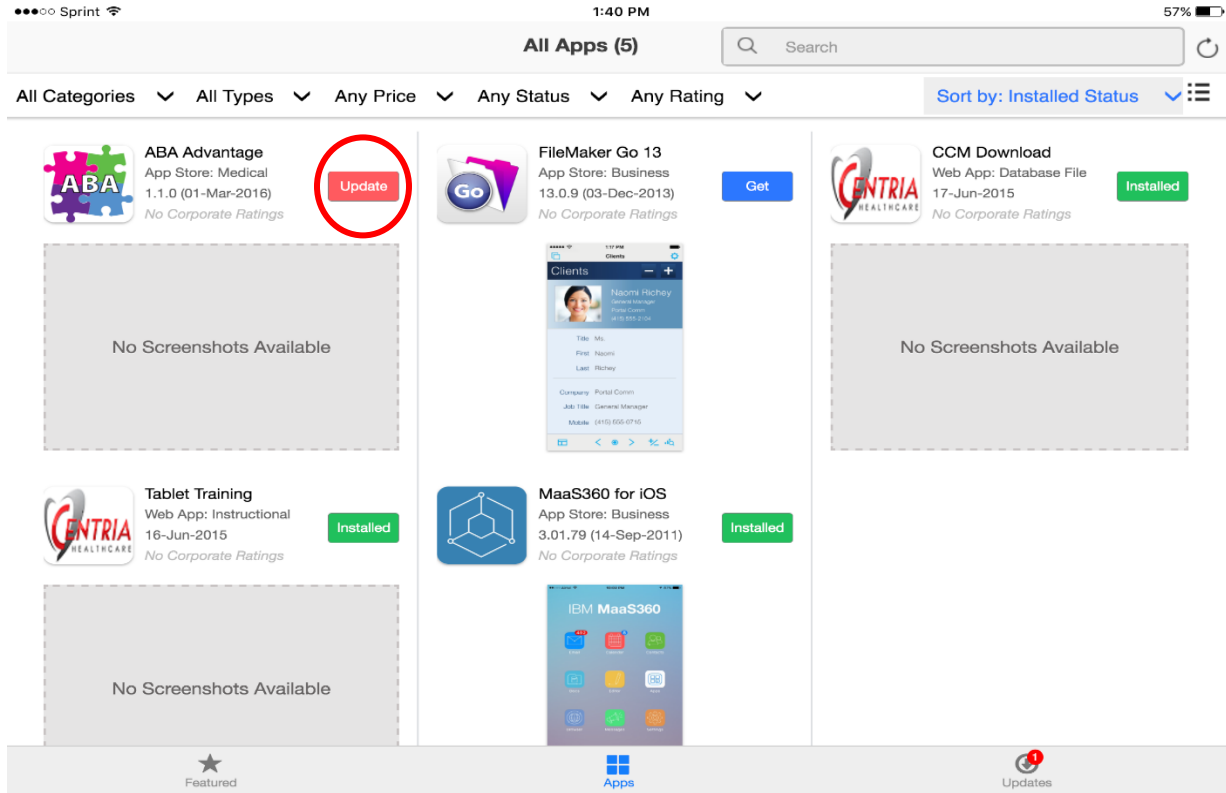 Sprint
1:40 PM
57%
All Apps (5)
Search
All Categories
All Types
Any Price
Any Status
Any Rating
Sort by: Installed Status
ABA
ABA Advantage
App Store: Medical
1.1.0 (01-Mar-2016)
No Corporate Ratings
Update
Go
FileMaker Go 13
App Store: Business
13.0.9 (03-Dec-2013)
No Corporate Ratings
Get
CENTRIA
HEALTHCARE
CCM Download
Web App: Database File
17-Jun-2015
No Corporate Ratings
Installed
No Screenshots Available
1:17 PM
Clients
Clients
Naomi Richey
General Manager
Portal Comm
Title Ms.
First Naomi
Last Richey
Company Portal Comm
Job Title General Manager
Mobile
No Screenshots Available
CENTRIA
HEALTHCARE
Tablet Training
Web App: Instructional
16-Jun-2015
No Corporate Ratings
Installed
MaaS360 for iOS
App Store: Business
3.01.79 (14-Sep-2011)
No Corporate Ratings
Installed
No Screenshots Available
IBM MaaS360
Featured
Apps
1
Updates